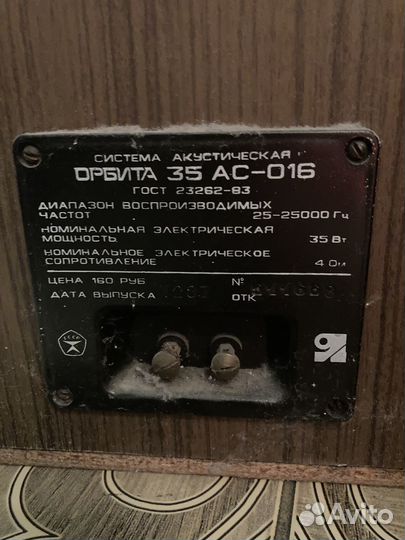 СИСТЕМА АКУСТИЧЕСКАЯ
ОРБИТА 35 АС-016
ГОСТ 23262-83
ДИАПАЗОН ВОСПРОИЗВОДИМЫХ
ЧАСТОТ 25-25000 Гц
НОМИНАЛЬНАЯ ЭЛЕКТРИЧЕСКАЯ
МОЩНОСТЬ 35 Вт
НОМИНАЛЬНОЕ ЭЛЕКТРИЧЕСКОЕ
СОПРОТИВЛЕНИЕ 4 Ом
ЦЕНА 160 РУБ №
ДАТА ВЫПУСКА ОТК
СССР
Avito